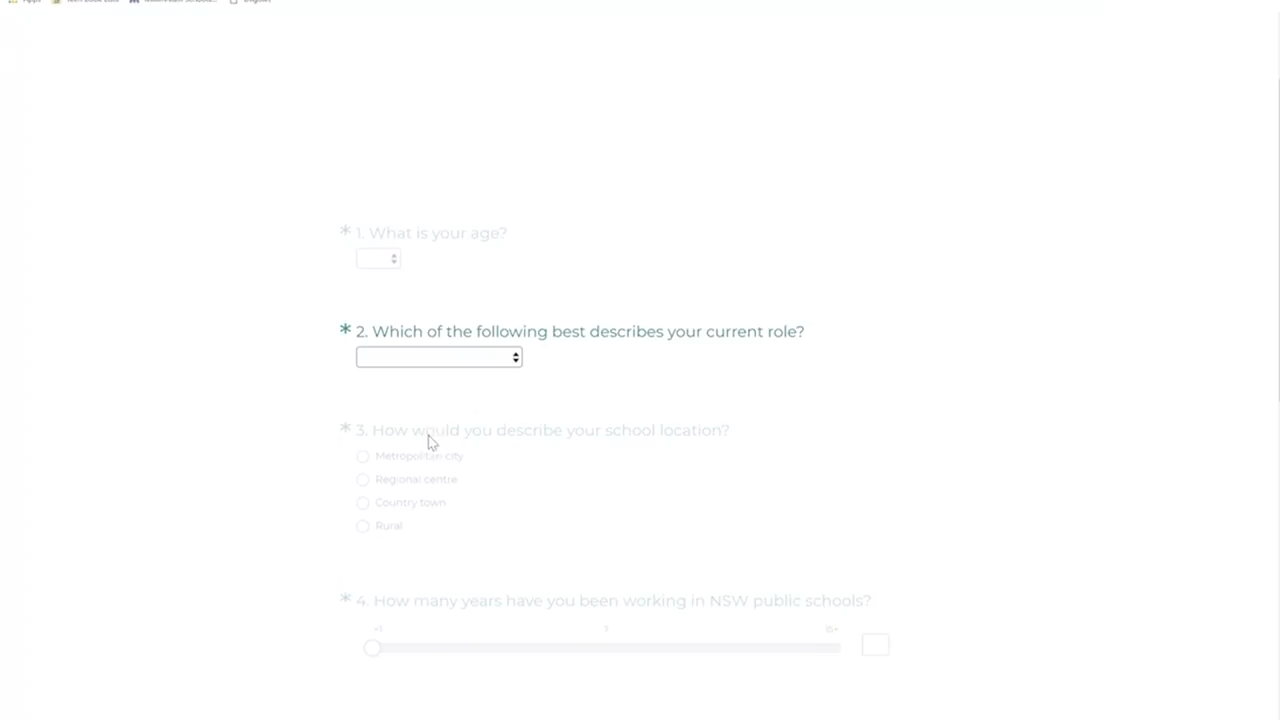 Apps
* 1. What is your age?
* 2. Which of the following best describes your current role?
* 3. How would you describe your school location?
Metropolitan city
Regional centre
Country town
Rural
* 4. How many years have you been working in NSW public schools?